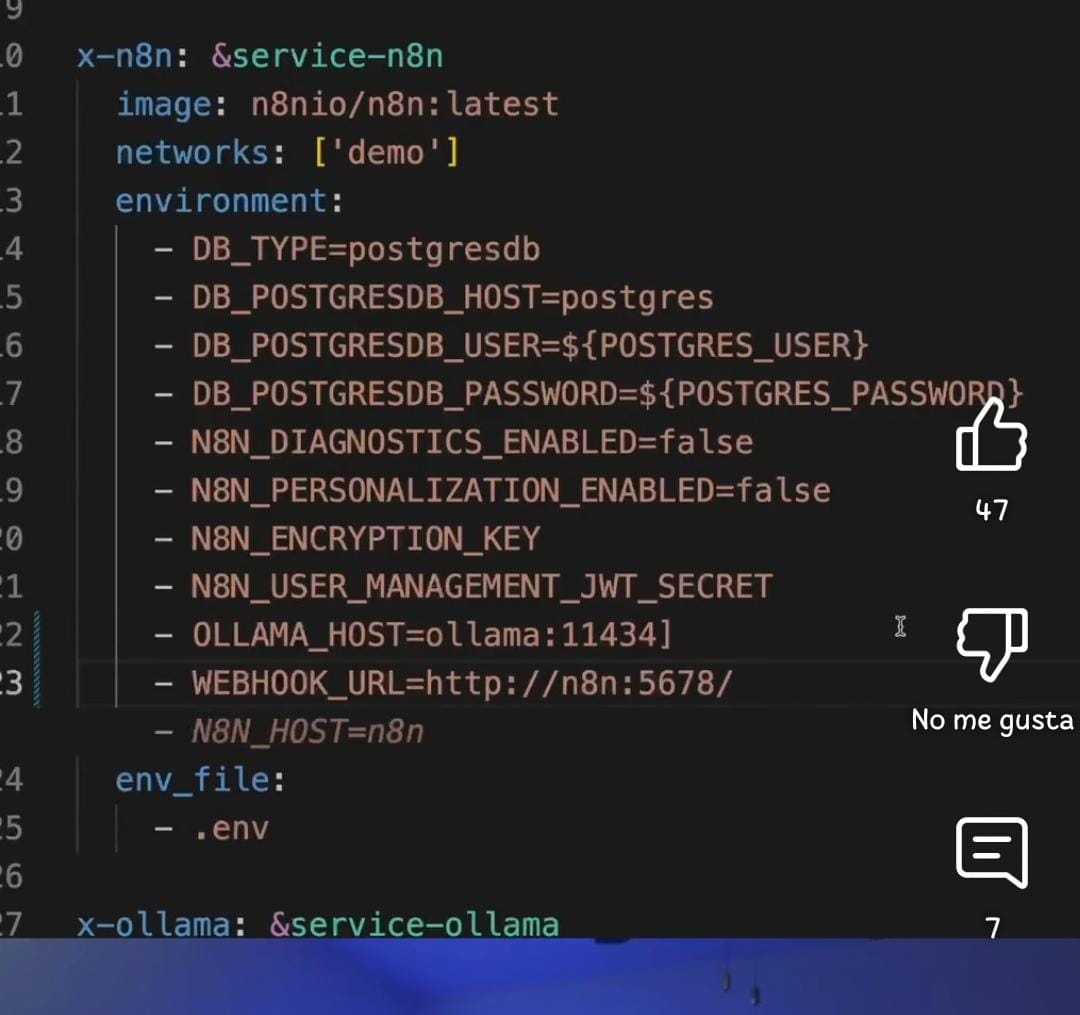 9
10 x-n8n: &service-n8n
11 image: n8nio/n8n:latest
12 networks: ['demo']
13 environment:
14 - DB_TYPE=postgresdb
15 - DB_POSTGRESDB_HOST=postgres
16 - DB_POSTGRESDB_USER=${POSTGRES_USER}
17 - DB_POSTGRESDB_PASSWORD=${POSTGRES_PASSWORD}
18 - N8N_DIAGNOSTICS_ENABLED=false
19 - N8N_PERSONALIZATION_ENABLED=false
47
20 - N8N_ENCRYPTION_KEY
21 - N8N_USER_MANAGEMENT_JWT_SECRET
22 - OLLAMA_HOST=ollama:11434]
23 - WEBHOOK_URL=http://n8n:5678/
No me gusta
- N8N_HOST=n8n
24 env_file:
25 - .env
26
27 x-ollama: &service-ollama
7